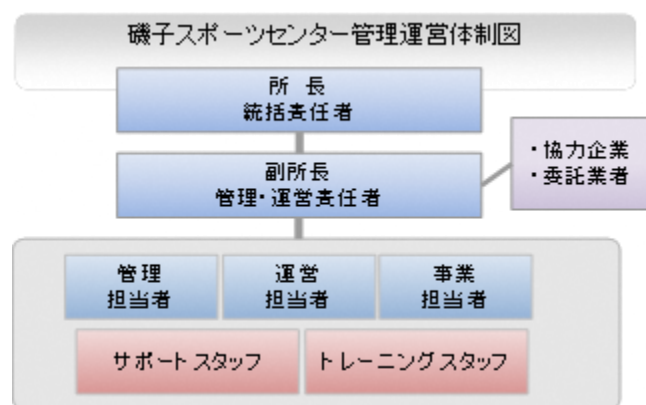 磯子スポーツセンター管理運営体制図
所 長
統括責任者
副所長
管理・運営責任者
・協力企業
・委託業者
管理
担当者
運営
担当者
事業
担当者
サポートスタッフ
トレーニングスタッフ